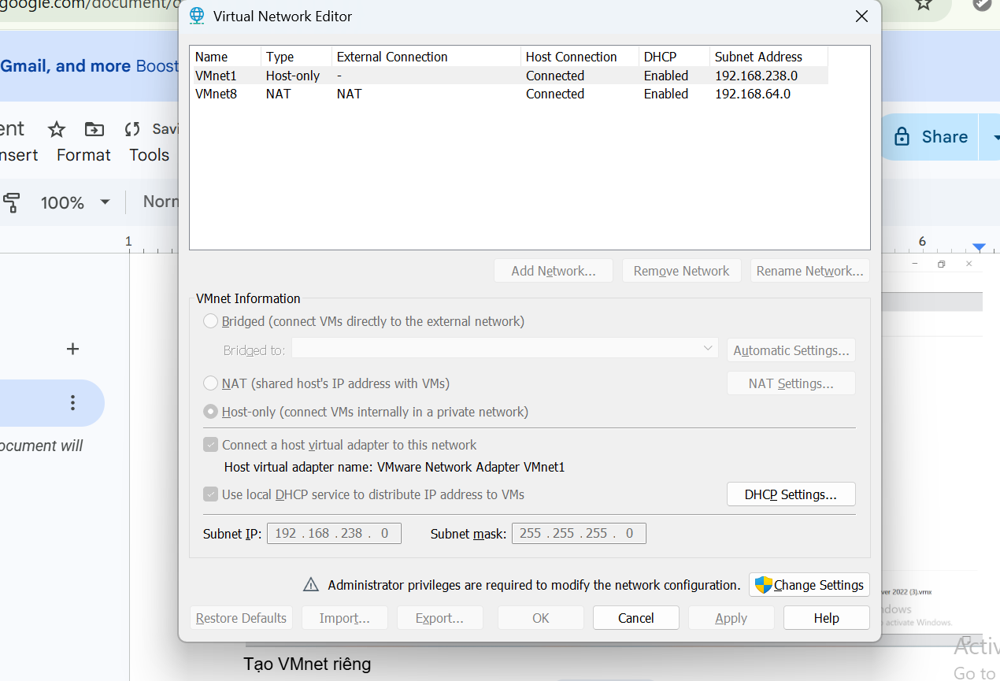 google.com/document/
Virtual Network Editor
Gmail, and more Boost
Name Type External Connection Host Connection DHCP Subnet Address
VMnet1 Host-only - Connected Enabled 192.168.238.0
VMnet8 NAT NAT Connected Enabled 192.168.64.0
Share
100%
Format Tools
1
6
Add Network... Remove Network Rename Network...
VMnet Information
Bridged (connect VMs directly to the external network)
Bridged to: Automatic Settings...
NAT (shared host's IP address with VMs) NAT Settings...
Host-only (connect VMs internally in a private network)
Connect a host virtual adapter to this network
Host virtual adapter name: VMware Network Adapter VMnet1
Use local DHCP service to distribute IP address to VMs DHCP Settings...
Subnet IP: 192 . 168 . 238 . 0 Subnet mask: 255 . 255 . 255 . 0
Administrator privileges are required to modify the network configuration. Change Settings
Restore Defaults Import... Export... OK Cancel Apply Help
ocument will
ver 2022 (3).vmx
activate Windows.
Go to
Tạo VMnet riêng